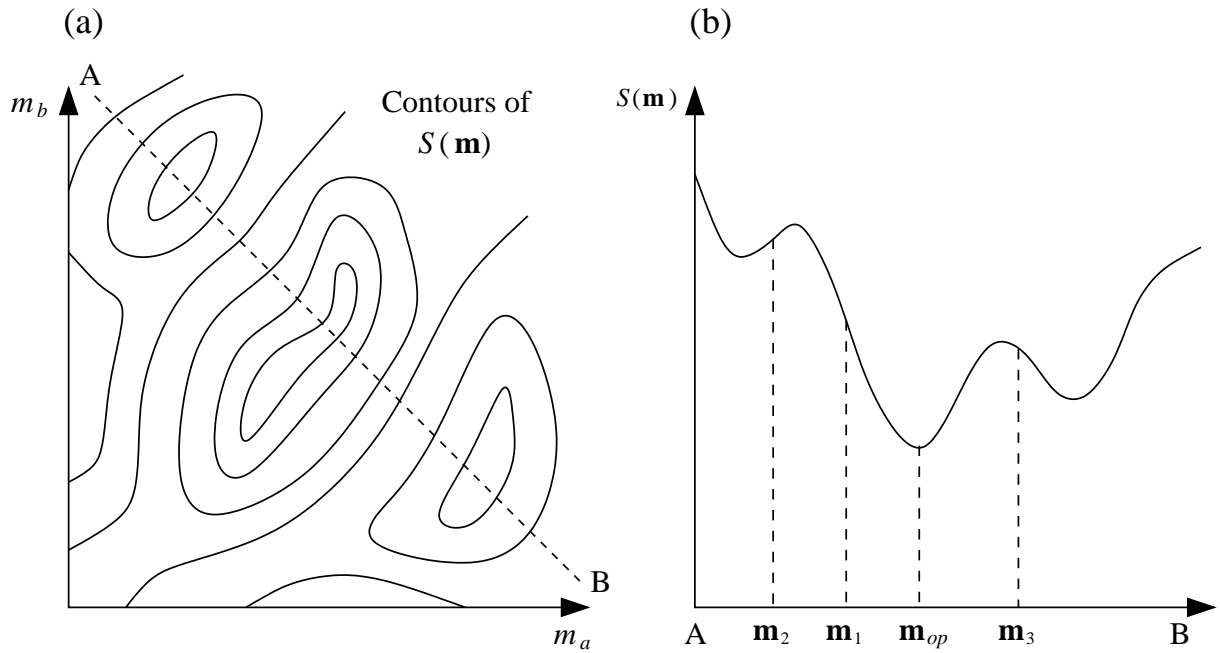 (a)
A
m_b
Contours of
S(m)
B
m_a
(b)
S(m)
A m_2 m_1 m_op m_3 B